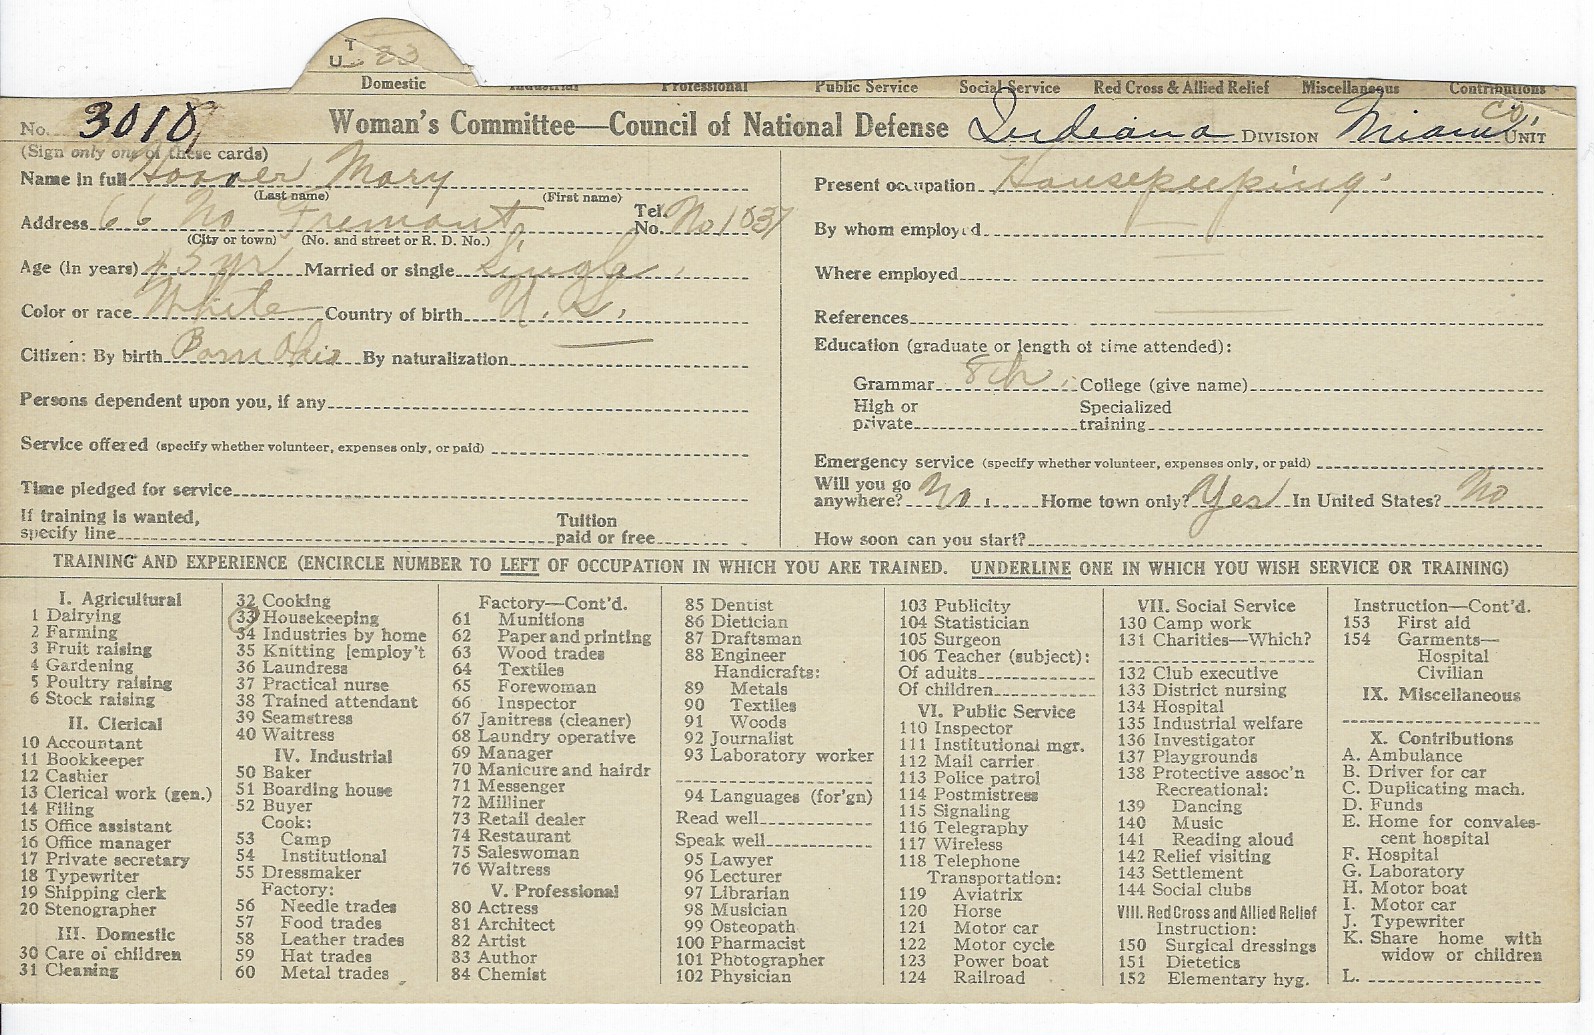 T
U 23
Domestic Industrial Professional Public Service Social Service Red Cross & Allied Relief Miscellaneous Contributions
No. 3010 Woman's Committee—Council of National Defense Indiana DIVISION Miami Co. UNIT
(Sign only one of these cards)
Name in full Hoover Mary
(Last name) (First name)
Address 66 No Fremont, Tel. No. No 1837
(City or town) (No. and street or R. D. No.)
Age (in years) yr Married or single Single
Color or race White Country of birth U. S.
Citizen: By birth Born Ohio By naturalization
Persons dependent upon you, if any
Service offered (specify whether volunteer, expenses only, or paid)
Time pledged for service
If training is wanted,
specify line Tuition paid or free
Present occupation Housekeeping.
By whom employed
Where employed
References
Education (graduate or length of time attended):
Grammar 8th College (give name)
High or private Specialized training
Emergency service (specify whether volunteer, expenses only, or paid)
Will you go anywhere? No. Home town only? Yes In United States? No
How soon can you start?
TRAINING AND EXPERIENCE (ENCIRCLE NUMBER TO LEFT OF OCCUPATION IN WHICH YOU ARE TRAINED. UNDERLINE ONE IN WHICH YOU WISH SERVICE OR TRAINING)
I. Agricultural
1 Dairying
2 Farming
3 Fruit raising
4 Gardening
5 Poultry raising
6 Stock raising
II. Clerical
10 Accountant
11 Bookkeeper
12 Cashier
13 Clerical work (gen.)
14 Filing
15 Office assistant
16 Office manager
17 Private secretary
18 Typewriter
19 Shipping clerk
20 Stenographer
III. Domestic
30 Care of children
31 Cleaning
32 Cooking
33 Housekeeping
34 Industries by home
35 Knitting [employ't
36 Laundress
37 Practical nurse
38 Trained attendant
39 Seamstress
40 Waitress
IV. Industrial
50 Baker
51 Boarding house
52 Buyer
Cook:
53 Camp
54 Institutional
55 Dressmaker
Factory:
56 Needle trades
57 Food trades
58 Leather trades
59 Hat trades
60 Metal trades
Factory—Cont'd.
61 Munitions
62 Paper and printing
63 Wood trades
64 Textiles
65 Forewoman
66 Inspector
67 Janitress (cleaner)
68 Laundry operative
69 Manager
70 Manicure and hairdr
71 Messenger
72 Milliner
73 Retail dealer
74 Restaurant
75 Saleswoman
76 Waitress
V. Professional
80 Actress
81 Architect
82 Artist
83 Author
84 Chemist
85 Dentist
86 Dietician
87 Draftsman
88 Engineer
Handicrafts:
89 Metals
90 Textiles
91 Woods
92 Journalist
93 Laboratory worker
94 Languages (for'gn)
Read well
Speak well
95 Lawyer
96 Lecturer
97 Librarian
98 Musician
99 Osteopath
100 Pharmacist
101 Photographer
102 Physician
103 Publicity
104 Statistician
105 Surgeon
106 Teacher (subject):
Of adults
Of children
VI. Public Service
110 Inspector
111 Institutional mgr.
112 Mail carrier
113 Police patrol
114 Postmistress
115 Signaling
116 Telegraphy
117 Wireless
118 Telephone
Transportation:
119 Aviatrix
120 Horse
121 Motor car
122 Motor cycle
123 Power boat
124 Railroad
VII. Social Service
130 Camp work
131 Charities—Which?
132 Club executive
133 District nursing
134 Hospital
135 Industrial welfare
136 Investigator
137 Playgrounds
138 Protective assoc'n
Recreational:
139 Dancing
140 Music
141 Reading aloud
142 Relief visiting
143 Settlement
144 Social clubs
VIII. Red Cross and Allied Relief
Instruction:
150 Surgical dressings
151 Dietetics
152 Elementary hyg.
Instruction—Cont'd.
153 First aid
154 Garments—
Hospital
Civilian
IX. Miscellaneous
X. Contributions
A. Ambulance
B. Driver for car
C. Duplicating mach.
D. Funds
E. Home for convales-
cent hospital
F. Hospital
G. Laboratory
H. Motor boat
I. Motor car
J. Typewriter
K. Share home with
widow or children
L.